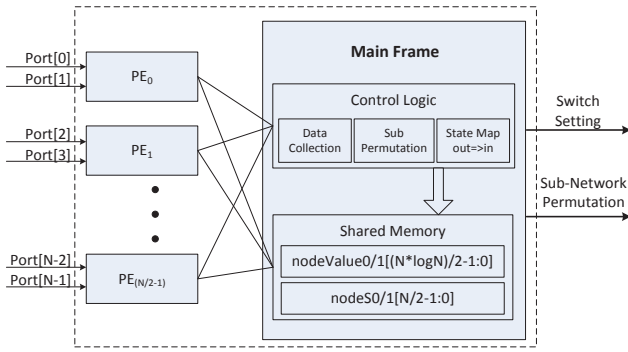 Main Frame
Port[0]
Port[1]
PE0
Control Logic
Data
Collection
Sub
Permutation
State Map
out=>in
Switch
Setting
Port[2]
Port[3]
PE1
Sub-Network
Permutation
Shared Memory
nodeValue0/1[(N*logN)/2-1:0]
nodeS0/1[N/2-1:0]
Port[N-2]
Port[N-1]
PE(N/2-1)